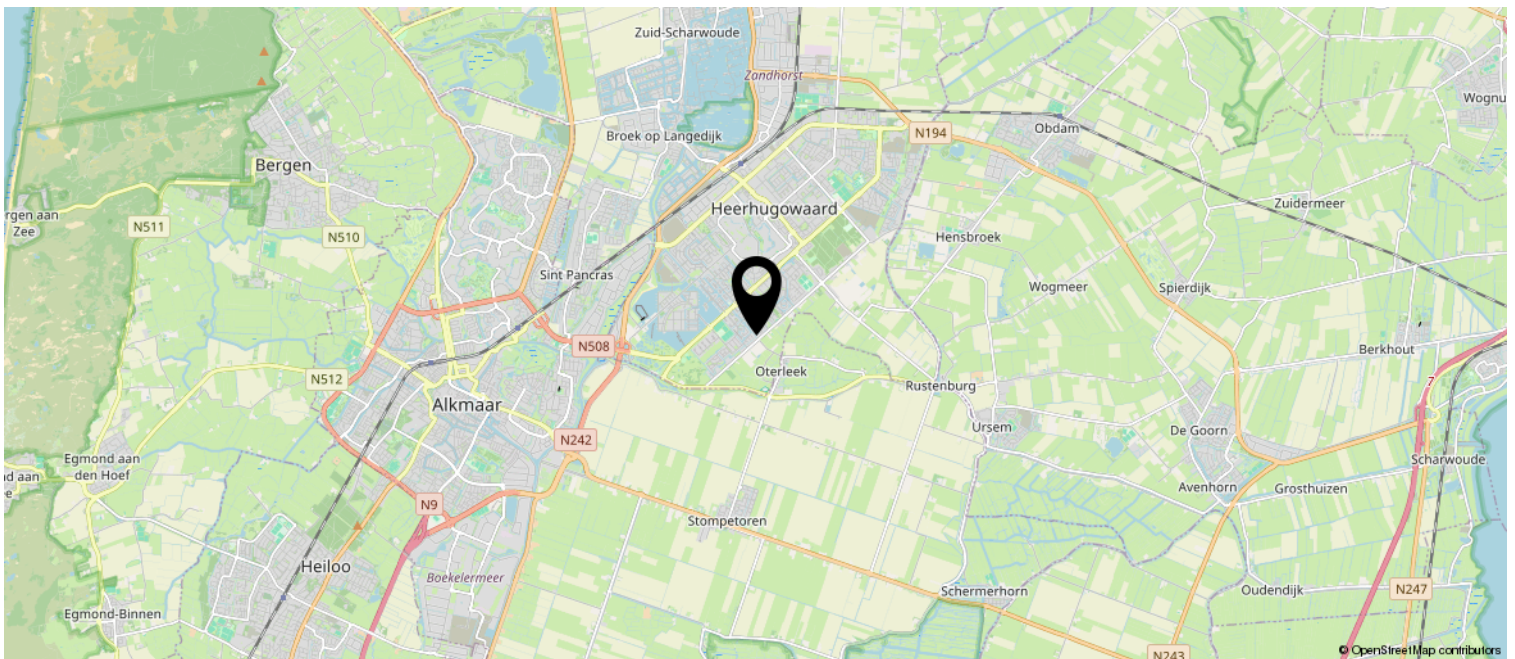 Zuid-Scharwoude
Zandhorst
Wognu
Broek op Langedijk
N194
Obdam
Bergen
Zuidermeer
Heerhugowaard
rgen aan
Zee
N511
N510
Hensbroek
Sint Pancras
Wogmeer
Spierdijk
N508
Berkhout
Oterleek
N512
7
Rustenburg
Alkmaar
Ursem
De Goorn
N242
Egmond aan
den Hoef
Scharwoude
d aan
e
Avenhorn
Grosthuizen
N9
Stompetoren
Heiloo
Boekelermeer
Schermerhorn
Oudendijk
N247
Egmond-Binnen
N243
© OpenStreetMap contributors